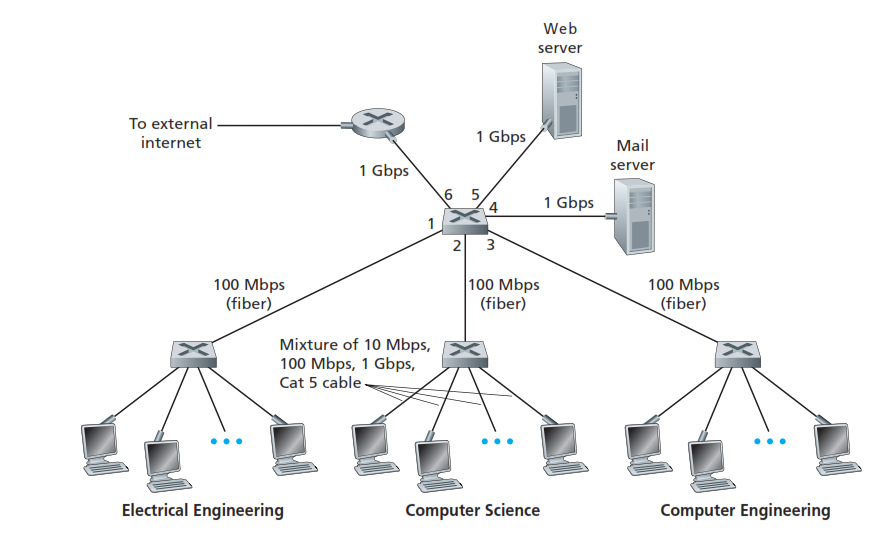 Web
server
To external
internet
1 Gbps
Mail
server
1 Gbps
1 Gbps
6
5
4
1
2
3
100 Mbps
(fiber)
100 Mbps
(fiber)
100 Mbps
(fiber)
Mixture of 10 Mbps,
100 Mbps, 1 Gbps,
Cat 5 cable
Electrical Engineering
Computer Science
Computer Engineering